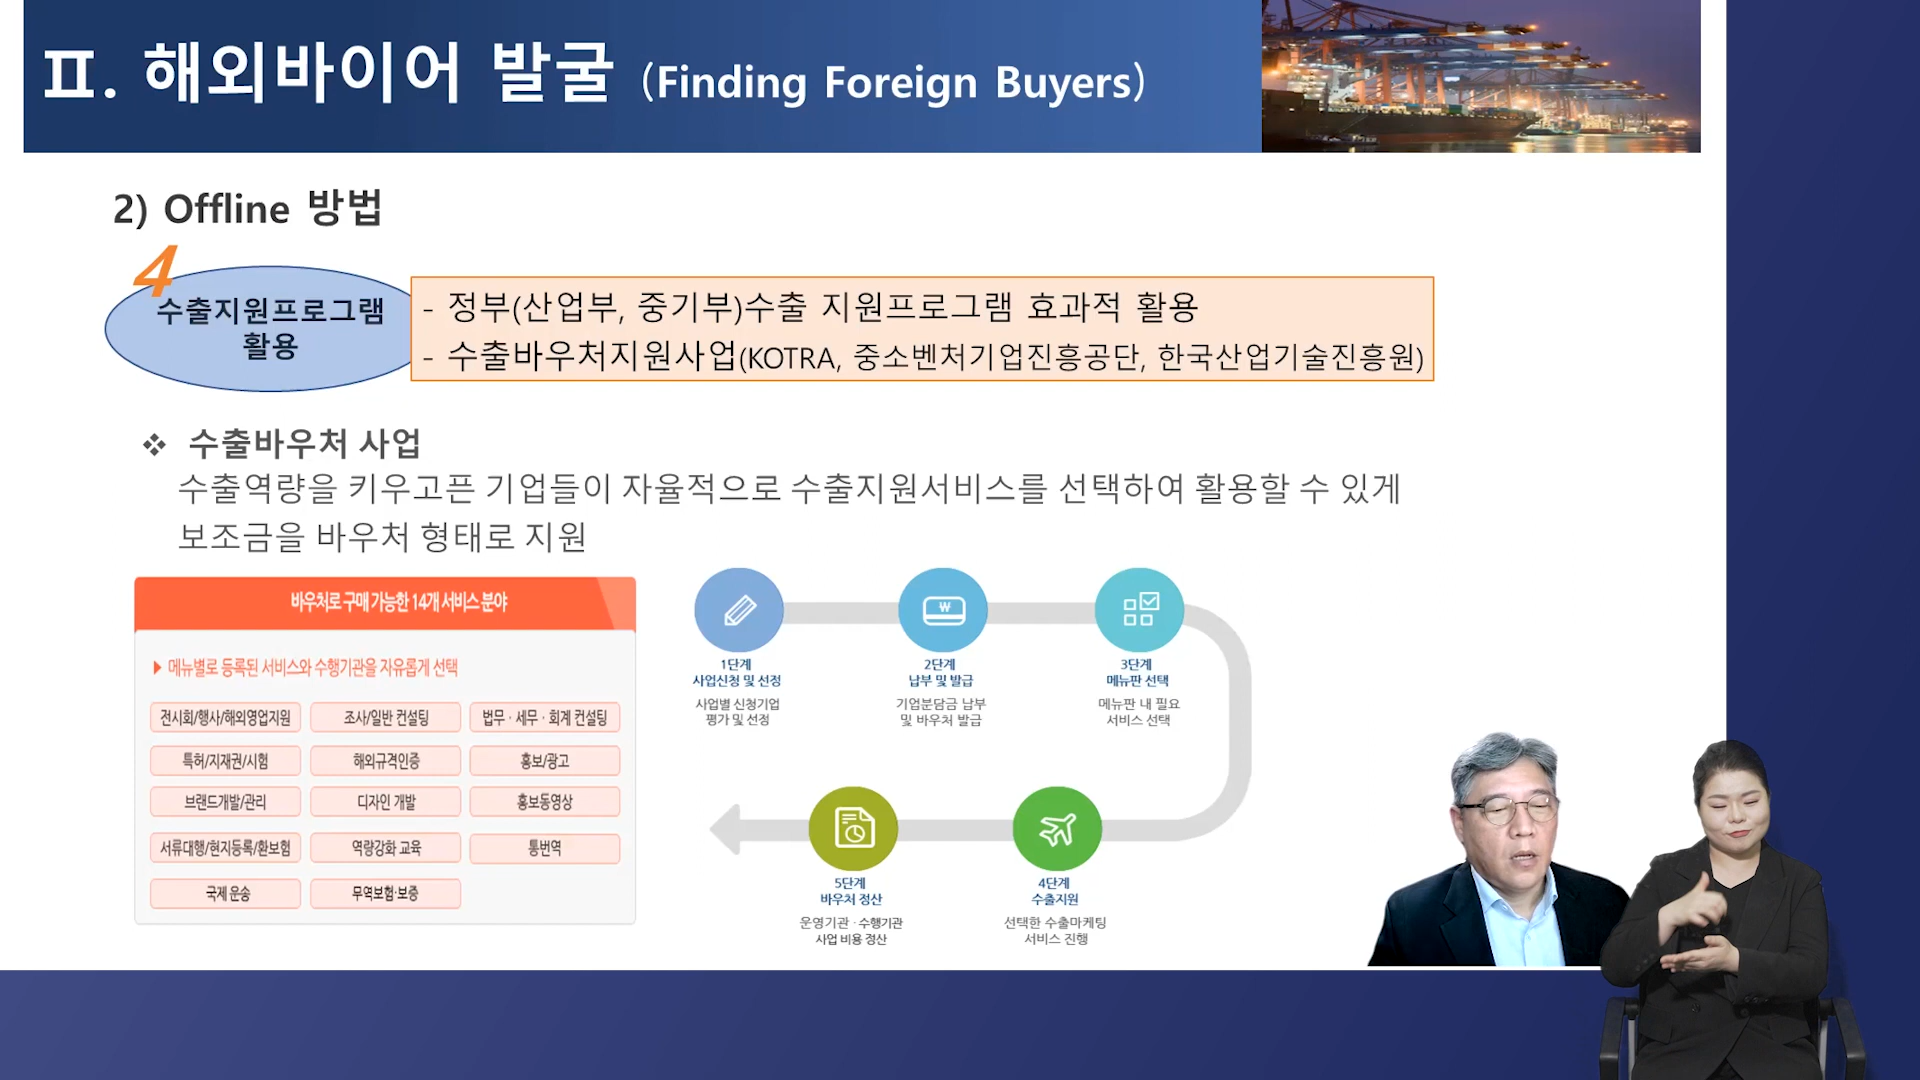 Ⅱ. 해외바이어 발굴 (Finding Foreign Buyers)
2) Offline 방법
4
수출지원프로그램
활용
- 정부(산업부, 중기부)수출 지원프로그램 효과적 활용
- 수출바우처지원사업(KOTRA, 중소벤처기업진흥공단, 한국산업기술진흥원)
❖ 수출바우처 사업
수출역량을 키우고픈 기업들이 자율적으로 수출지원서비스를 선택하여 활용할 수 있게
보조금을 바우처 형태로 지원
바우처로 구매 가능한 14개 서비스 분야
메뉴별로 등록된 서비스와 수행기관을 자유롭게 선택
전시회/행사/해외영업지원
조사/일반 컨설팅
법무·세무·회계 컨설팅
특허/지재권/시험
해외규격인증
홍보/광고
브랜드개발/관리
디자인 개발
홍보동영상
서류대행/현지등록/환보험
역량강화 교육
통번역
국제 운송
무역보험·보증
1단계
사업신청 및 선정
사업별 신청기업
평가 및 선정
2단계
납부 및 발급
기업분담금 납부
및 바우처 발급
3단계
메뉴판 선택
메뉴판 내 필요
서비스 선택
4단계
수출지원
선택한 수출마케팅
서비스 진행
5단계
바우처 정산
운영기관·수행기관
사업 비용 정산